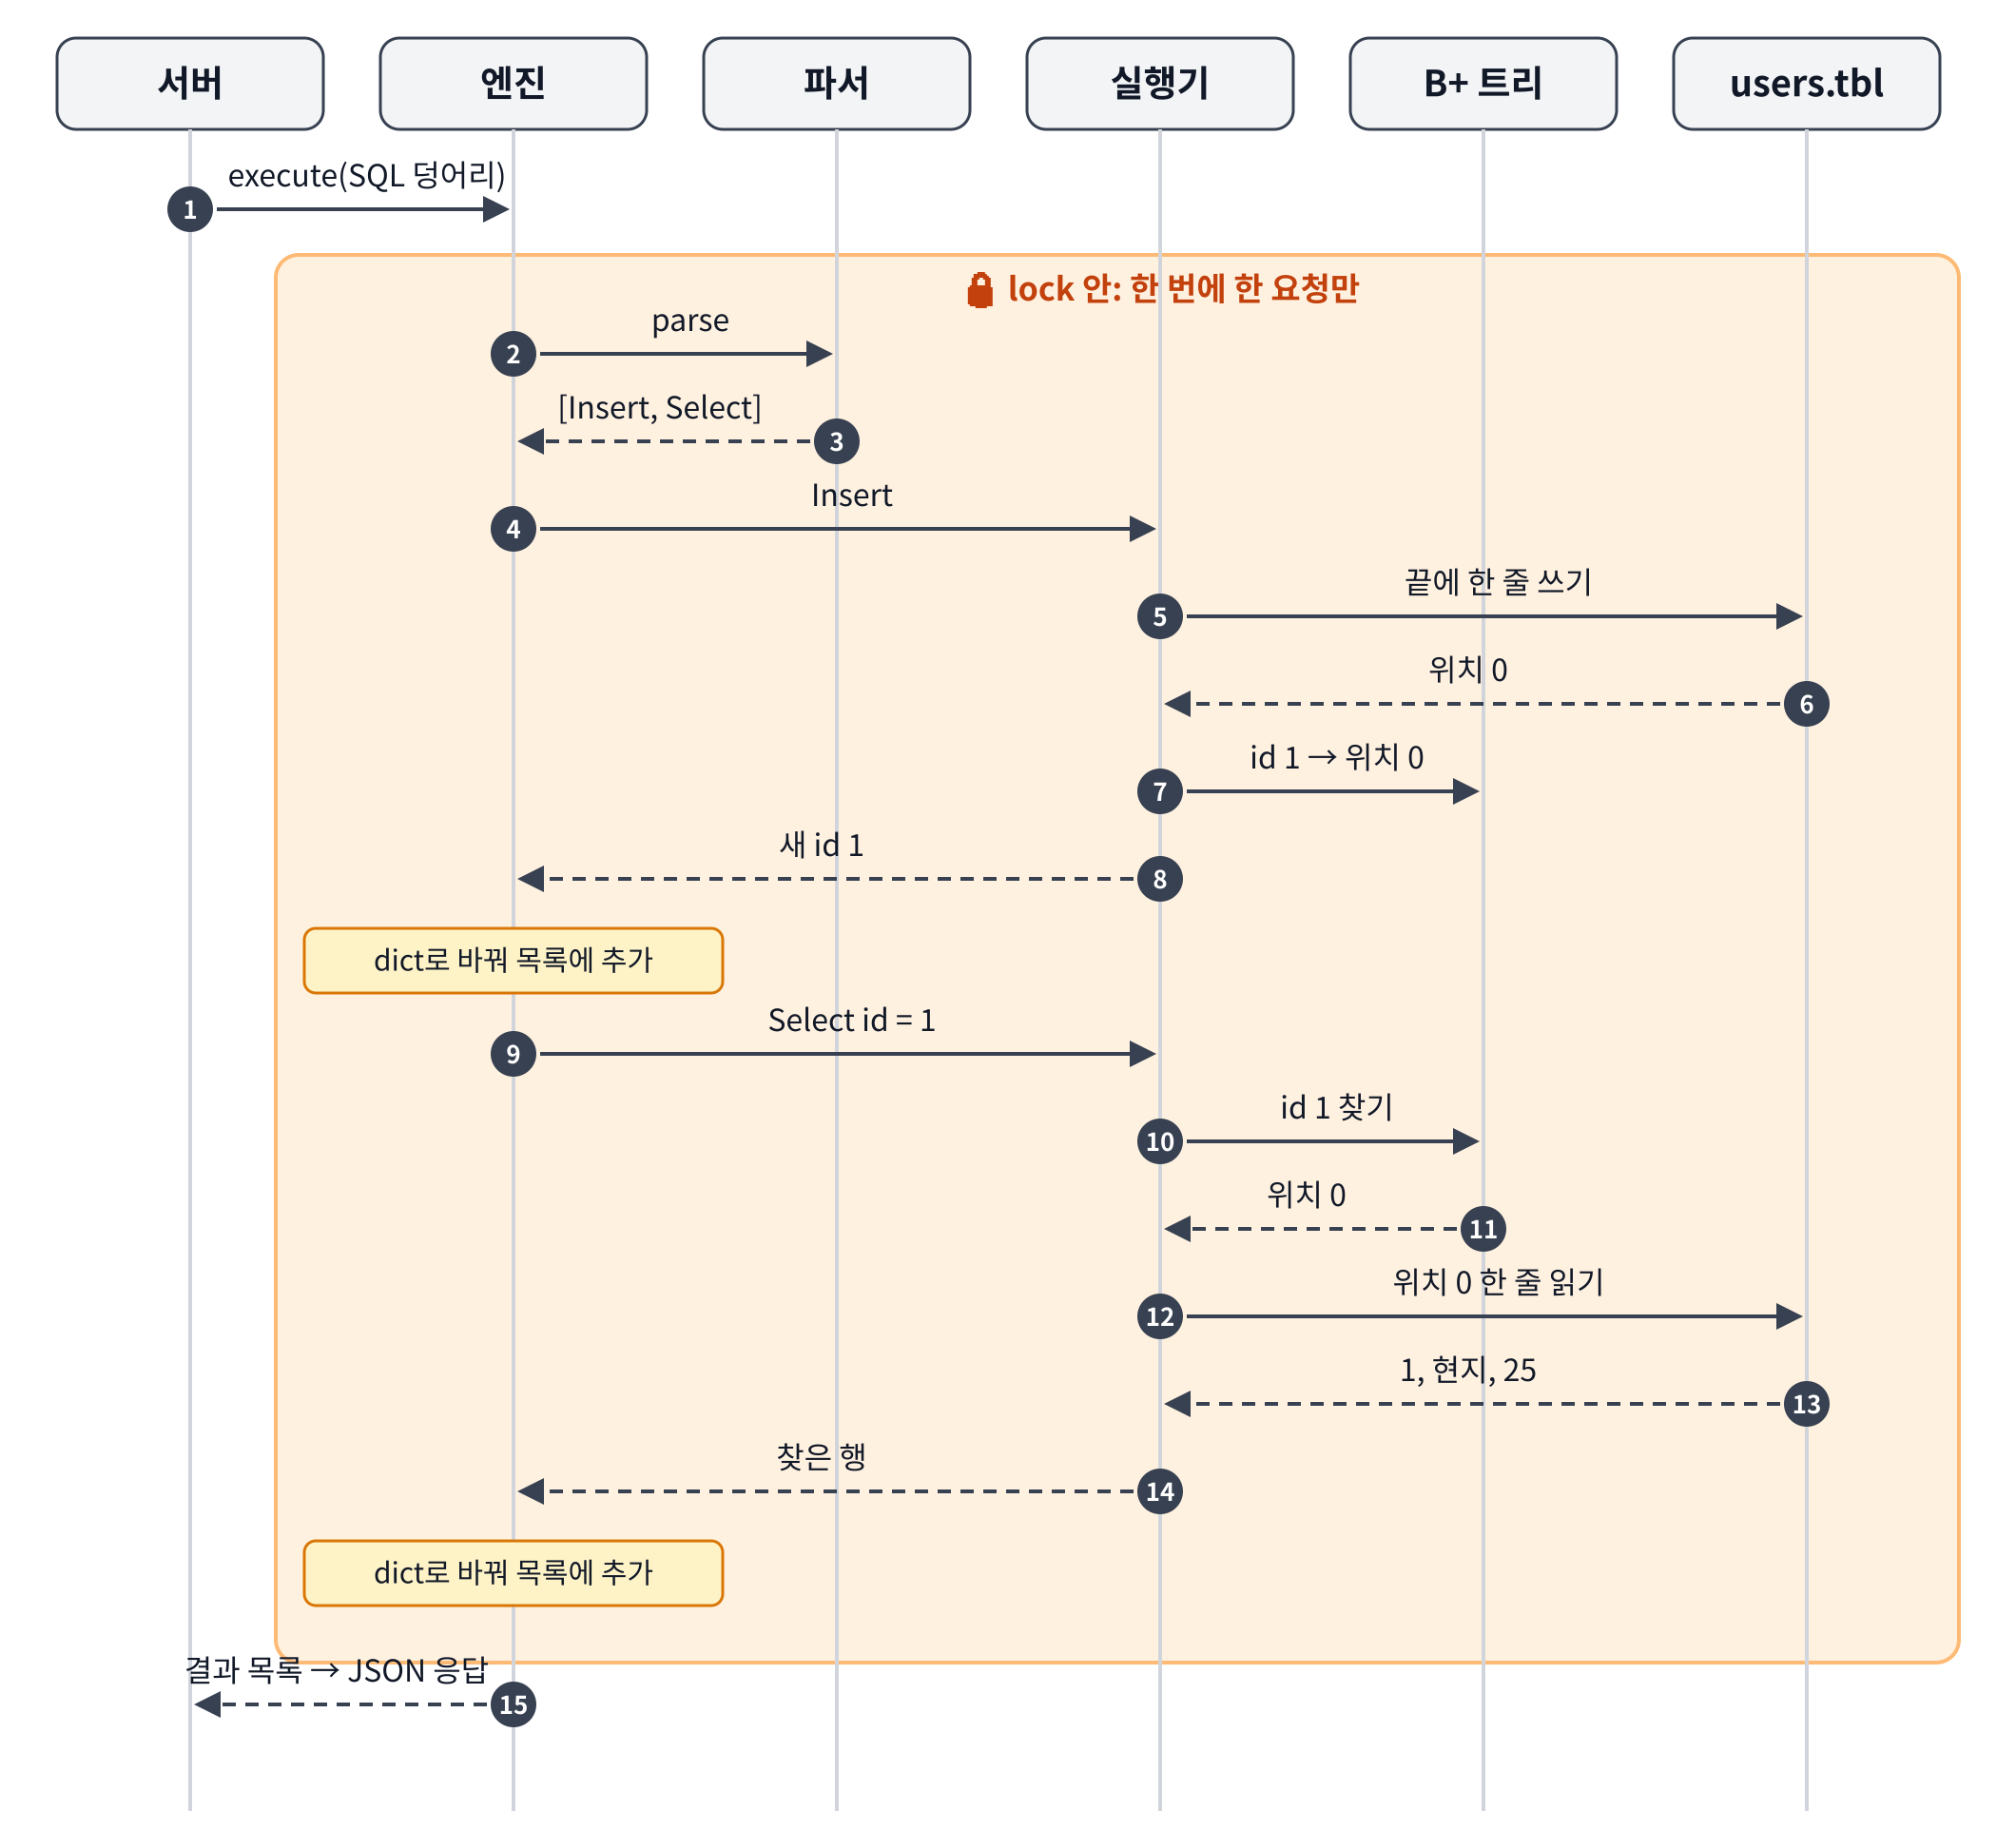 서버
엔진
파서
실행기
B+ 트리
users.tbl
execute(SQL 덩어리)
1
🔒 lock 안: 한 번에 한 요청만
parse
2
[Insert, Select]
3
Insert
4
끝에 한 줄 쓰기
5
위치 0
6
id 1 → 위치 0
7
새 id 1
8
dict로 바꿔 목록에 추가
Select id = 1
9
id 1 찾기
10
위치 0
11
위치 0 한 줄 읽기
12
1, 현지, 25
13
찾은 행
14
dict로 바꿔 목록에 추가
결과 목록 → JSON 응답
15